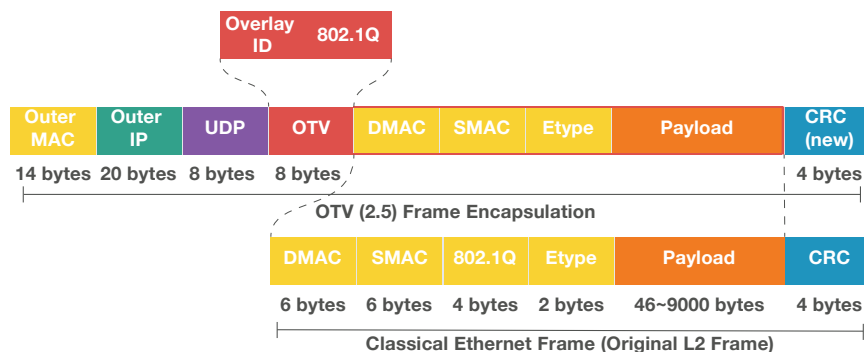 Overlay ID 802.1Q
Outer MAC Outer IP UDP OTV DMAC SMAC Etype Payload CRC (new)
14 bytes 20 bytes 8 bytes 8 bytes 4 bytes
OTV (2.5) Frame Encapsulation
DMAC SMAC 802.1Q Etype Payload CRC
6 bytes 6 bytes 4 bytes 2 bytes 46~9000 bytes 4 bytes
Classical Ethernet Frame (Original L2 Frame)